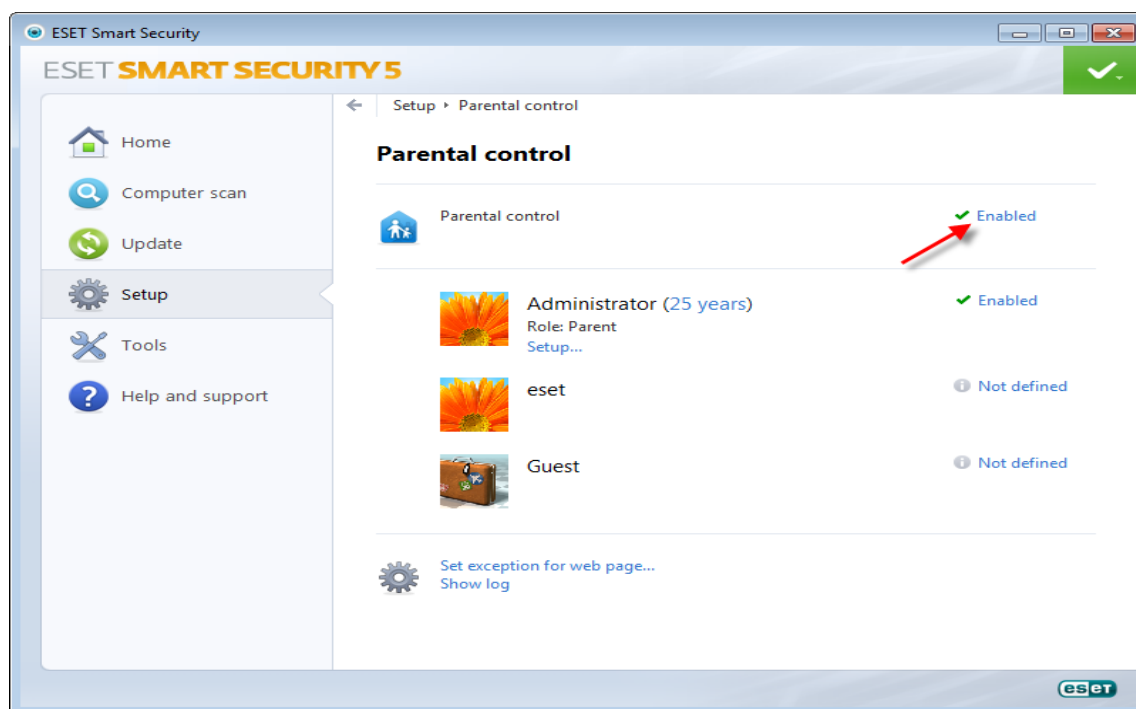 ESET Smart Security
ESET SMART SECURITY 5
Setup Parental control
Home
Computer scan
Update
Setup
Tools
Help and support
Parental control
Parental control Enabled
Administrator (25 years) Enabled
Role: Parent
Setup...
eset Not defined
Guest Not defined
Set exception for web page...
Show log
eseT